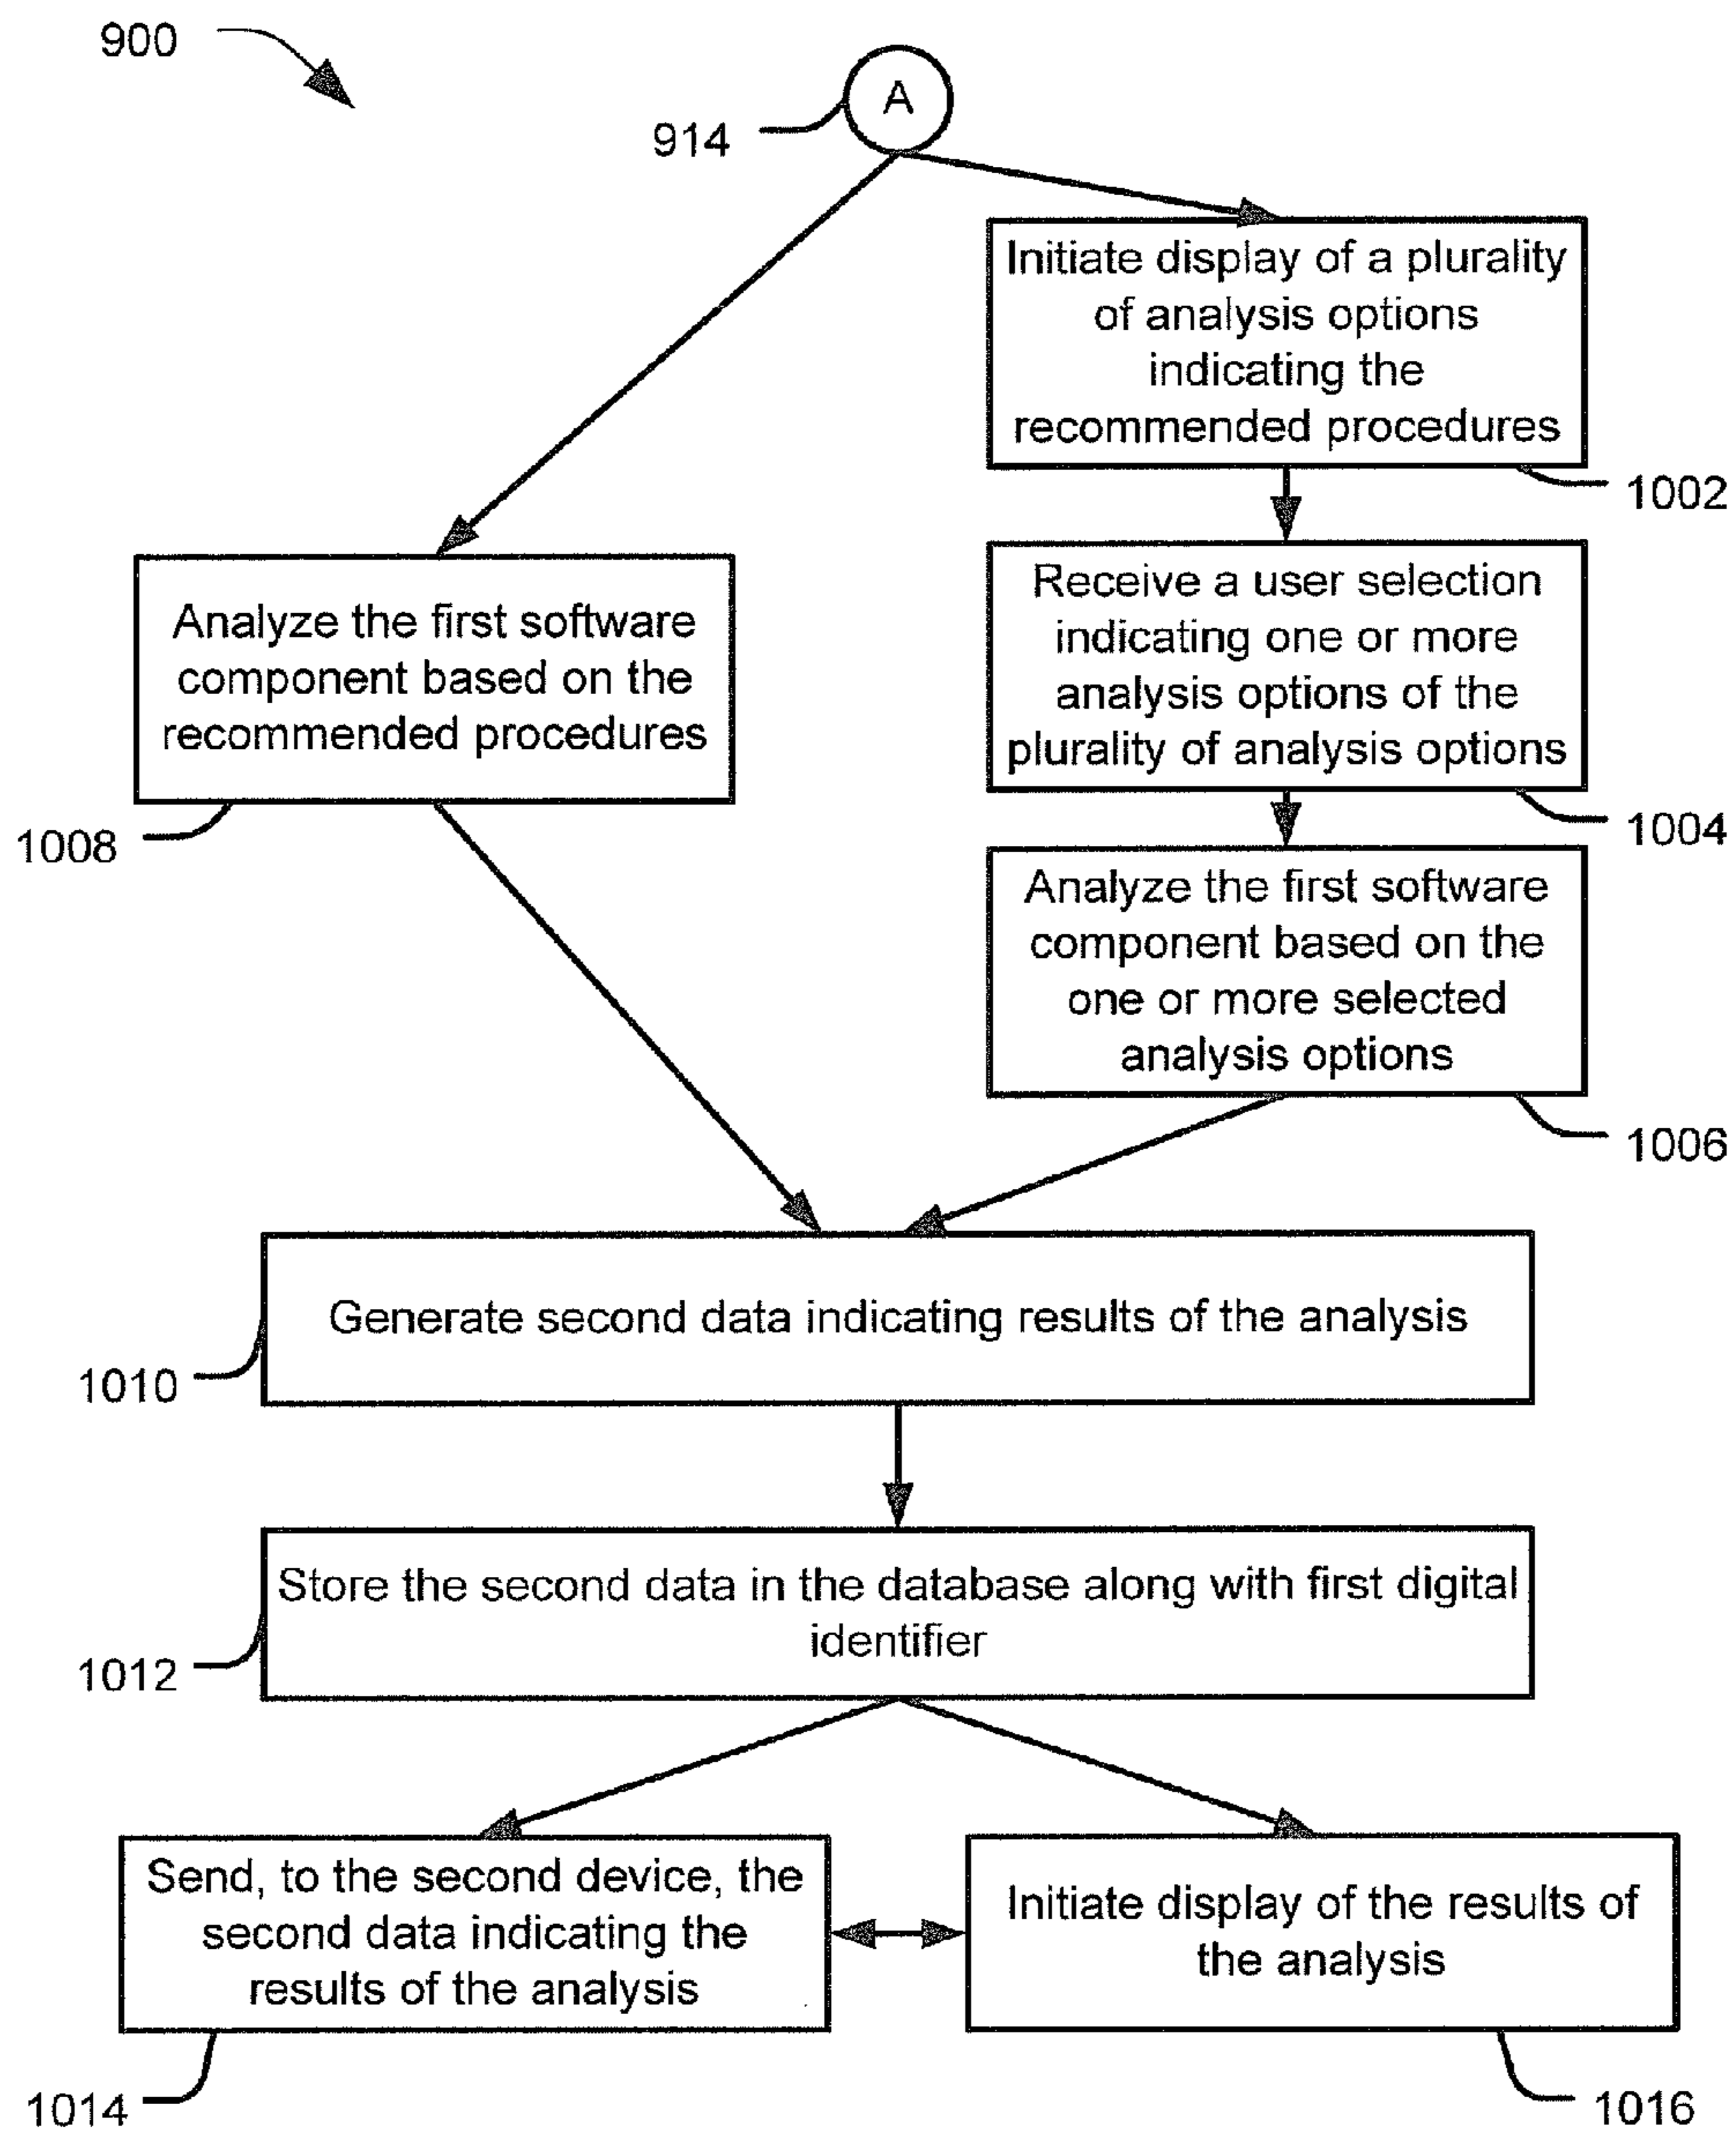 900
A
914
Initiate display of a plurality
of analysis options
indicating the
recommended procedures
1002
Receive a user selection
indicating one or more
analysis options of the
plurality of analysis options
1004
Analyze the first software
component based on the
recommended procedures
1008
Analyze the first software
component based on the
one or more selected
analysis options
1006
Generate second data indicating results of the analysis
1010
Store the second data in the database along with first digital
identifier
1012
Send, to the second device, the
second data indicating the
results of the analysis
1014
Initiate display of the results of
the analysis
1016